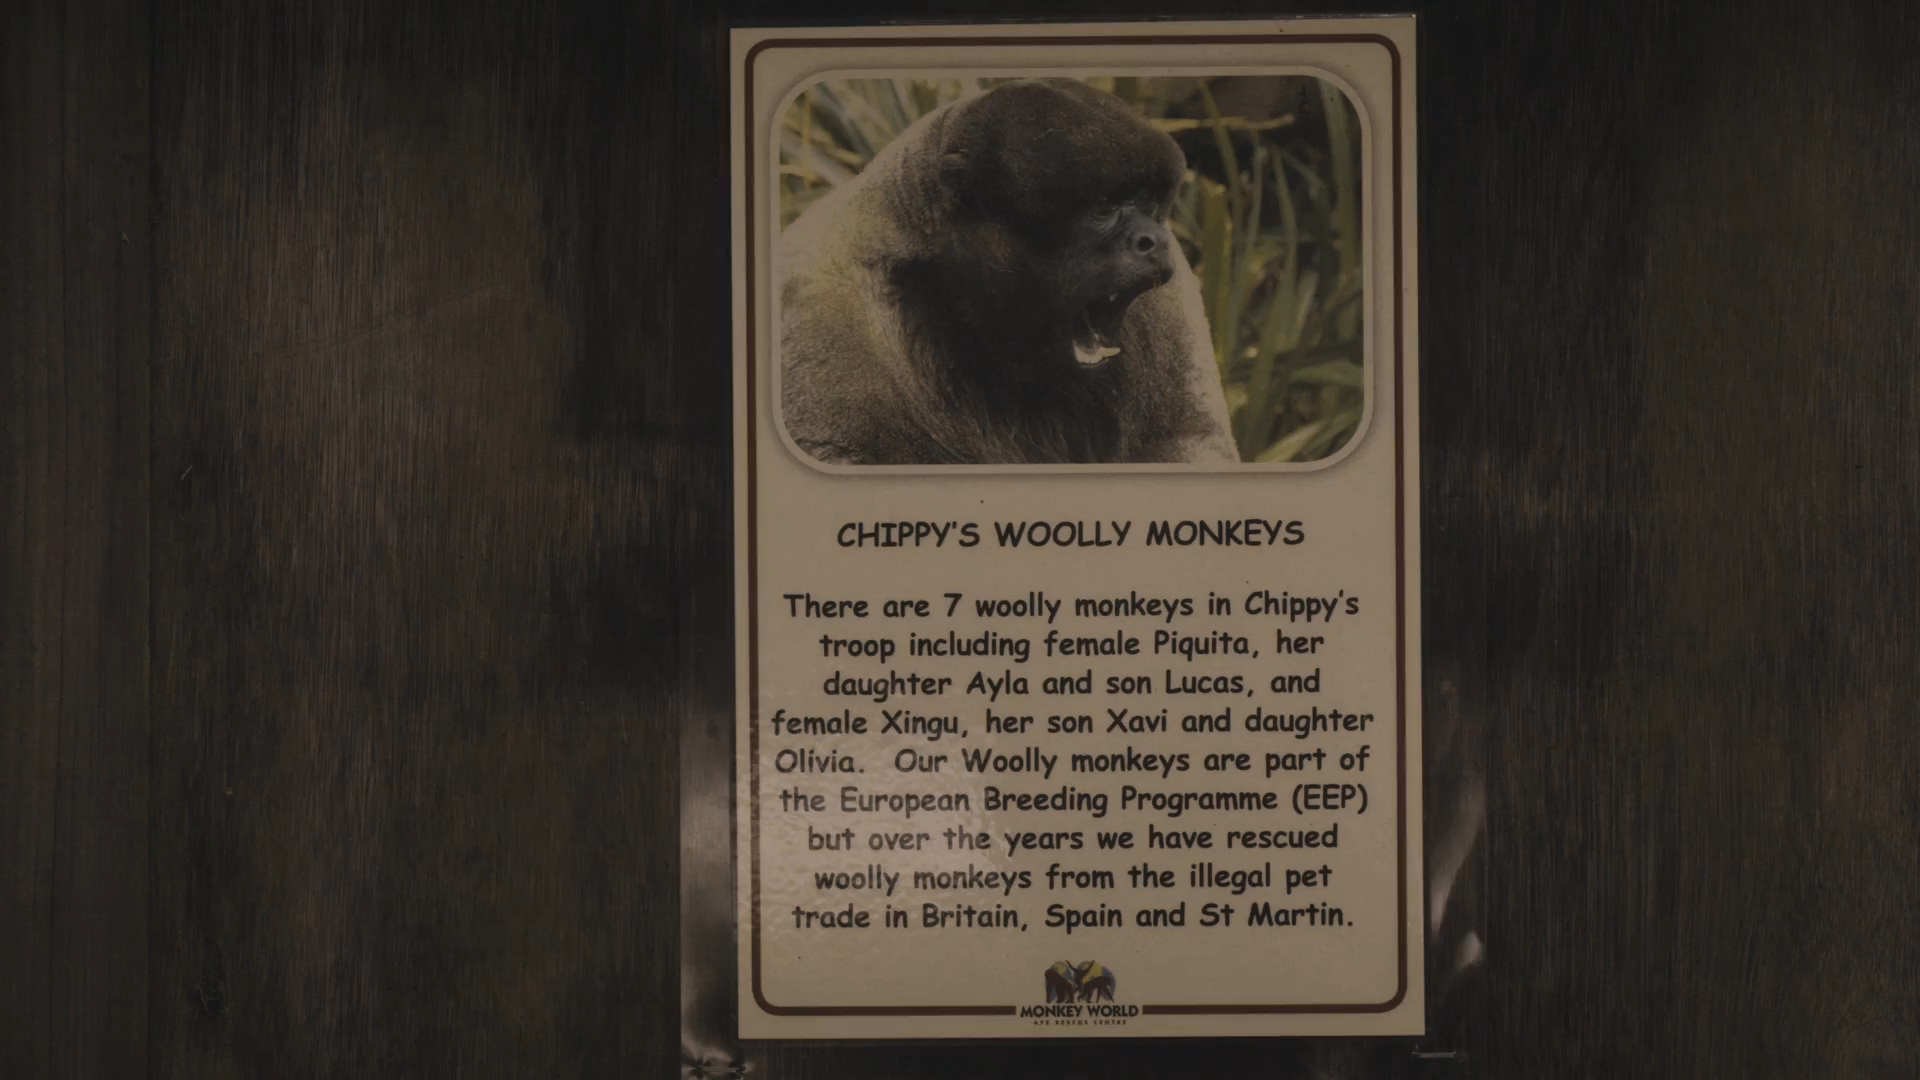 CHIPPY'S WOOLLY MONKEYS
There are 7 woolly monkeys in Chippy's
troop including female Piquita, her
daughter Ayla and son Lucas, and
female Xingu, her son Xavi and daughter
Olivia. Our Woolly monkeys are part of
the European Breeding Programme (EEP)
but over the years we have rescued
woolly monkeys from the illegal pet
trade in Britain, Spain and St Martin.
MONKEY WORLD
APE RESCUE CENTRE